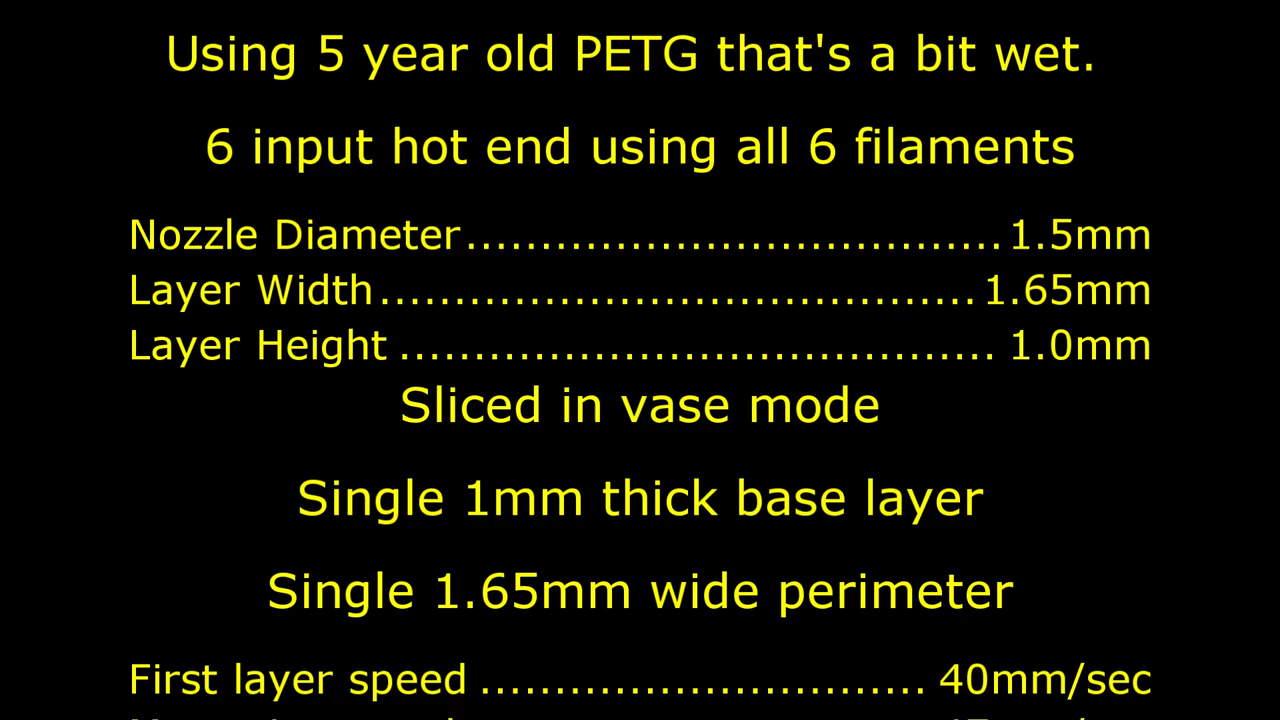 Using 5 year old PETG that's a bit wet.
6 input hot end using all 6 filaments
Nozzle Diameter....................................1.5mm
Layer Width........................................1.65mm
Layer Height ........................................ 1.0mm
Sliced in vase mode
Single 1mm thick base layer
Single 1.65mm wide perimeter
First layer speed .............................. 40mm/sec